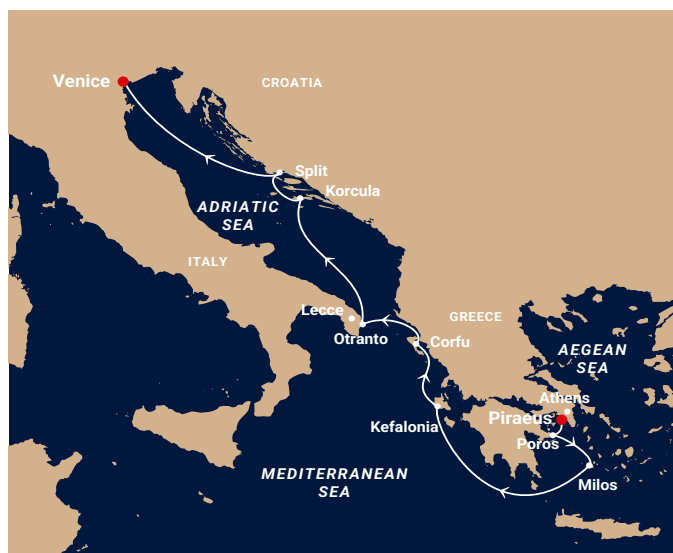 Venice
CROATIA
Split
Korcula
ADRIATIC
SEA
ITALY
Lecce
Otranto
GREECE
Corfu
AEGEAN
SEA
Athens
Piraeus
Kefalonia
Poros
MEDITERRANEAN
SEA
Milos